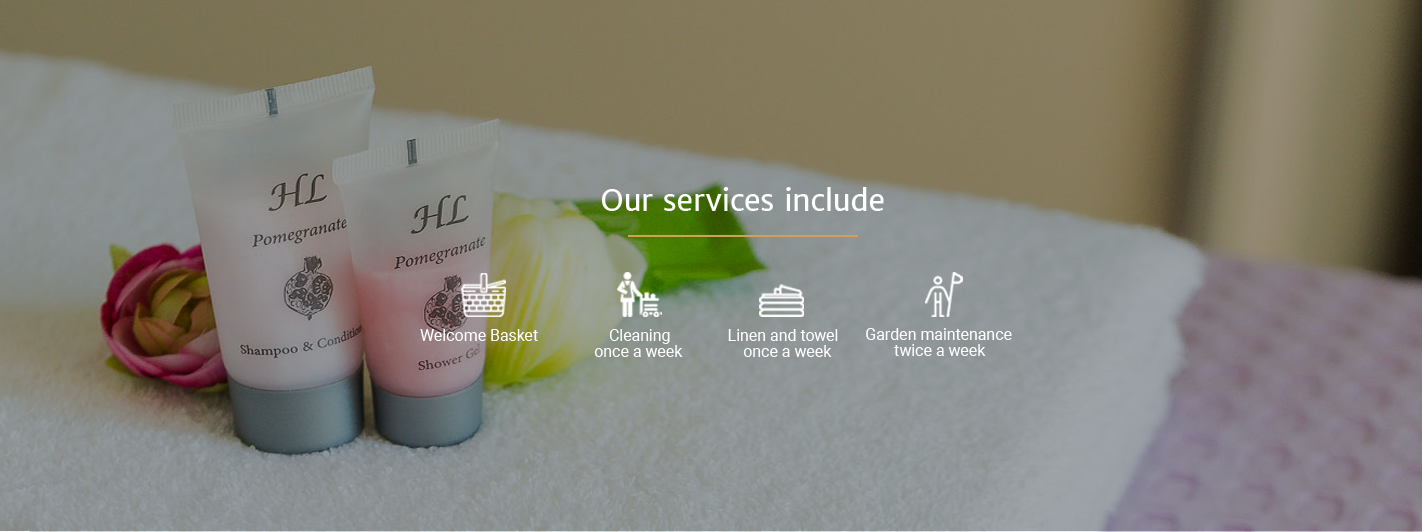 HL
Pomegranate
Shampoo & Condition
HL
Pomegranate
Shower Gel
Our services include
Welcome Basket
Cleaning
once a week
Linen and towel
once a week
Garden maintenance
twice a week